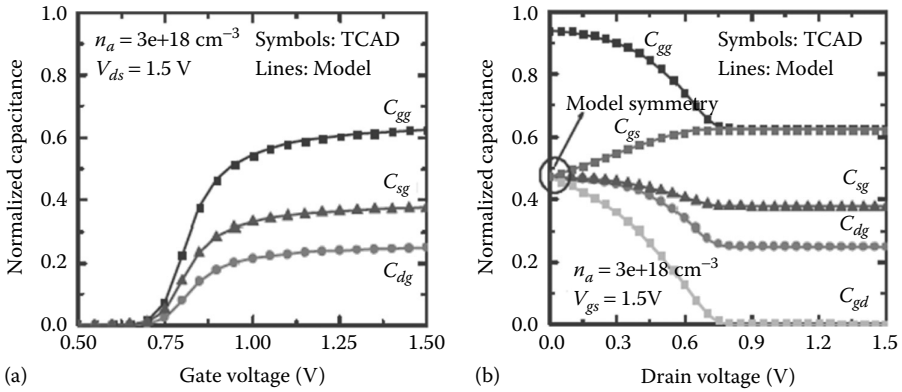 1.0
0.8
0.6
0.4
0.2
0.0
Normalized capacitance
n_a = 3e+18 cm⁻³
V_ds = 1.5 V
Symbols: TCAD
Lines: Model
C_gg
C_sg
C_dg
0.50 0.75 1.00 1.25 1.50
(a)
Gate voltage (V)
1.0
0.8
0.6
0.4
0.2
0.0
Normalized capacitance
C_gg
Symbols: TCAD
Lines: Model
Model symmetry
C_gs
C_sg
C_dg
n_a = 3e+18 cm⁻³
V_gs = 1.5V
C_gd
0.0 0.3 0.6 0.9 1.2 1.5
(b)
Drain voltage (V)